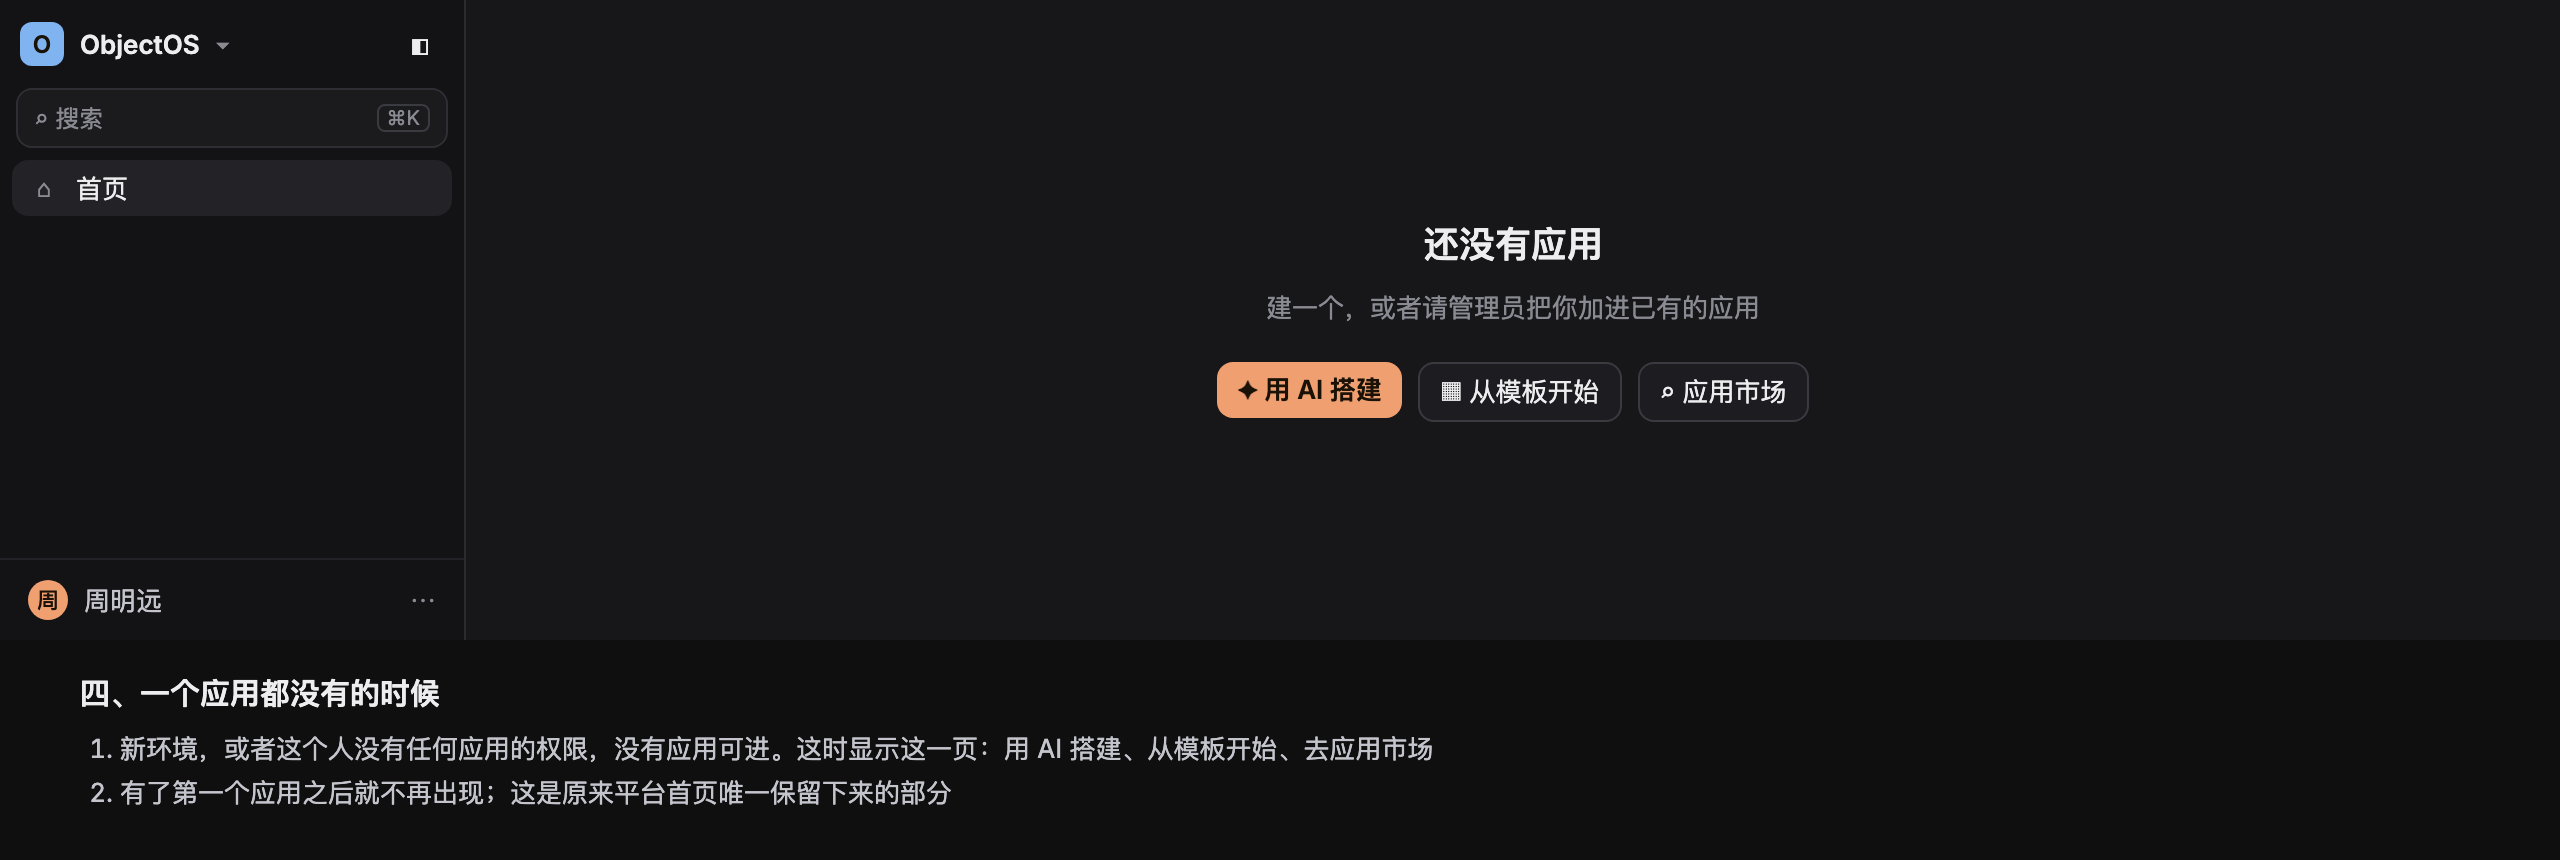 O ObjectOS
搜索 ⌘K
首页
还没有应用
建一个，或者请管理员把你加进已有的应用
✦ 用 AI 搭建 ▦ 从模板开始 应用市场
周 周明远 ···
四、一个应用都没有的时候
1. 新环境，或者这个人没有任何应用的权限，没有应用可进。这时显示这一页：用 AI 搭建、从模板开始、去应用市场
2. 有了第一个应用之后就不再出现；这是原来平台首页唯一保留下来的部分